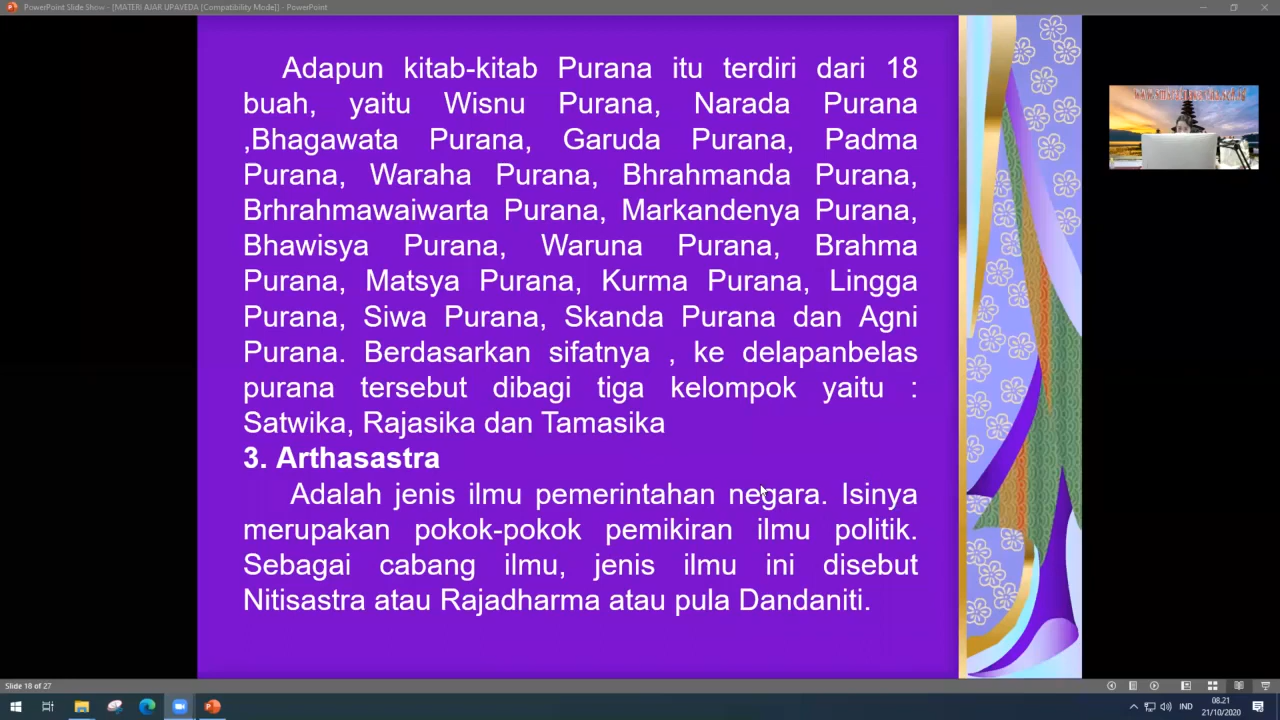 PowerPoint Slide Show - [MATERI AJAR UPAVEDA [Compatibility Mode]] - PowerPoint
Adapun kitab-kitab Purana itu terdiri dari 18
buah, yaitu Wisnu Purana, Narada Purana
,Bhagawata Purana, Garuda Purana, Padma
Purana, Waraha Purana, Bhrahmanda Purana,
Brhrahmawaiwarta Purana, Markandenya Purana,
Bhawisya Purana, Waruna Purana, Brahma
Purana, Matsya Purana, Kurma Purana, Lingga
Purana, Siwa Purana, Skanda Purana dan Agni
Purana. Berdasarkan sifatnya , ke delapanbelas
purana tersebut dibagi tiga kelompok yaitu :
Satwika, Rajasika dan Tamasika
3. Arthasastra
Adalah jenis ilmu pemerintahan negara. Isinya
merupakan pokok-pokok pemikiran ilmu politik.
Sebagai cabang ilmu, jenis ilmu ini disebut
Nitisastra atau Rajadharma atau pula Dandaniti.
Slide 18 of 27
IND
08.21
21/10/2020